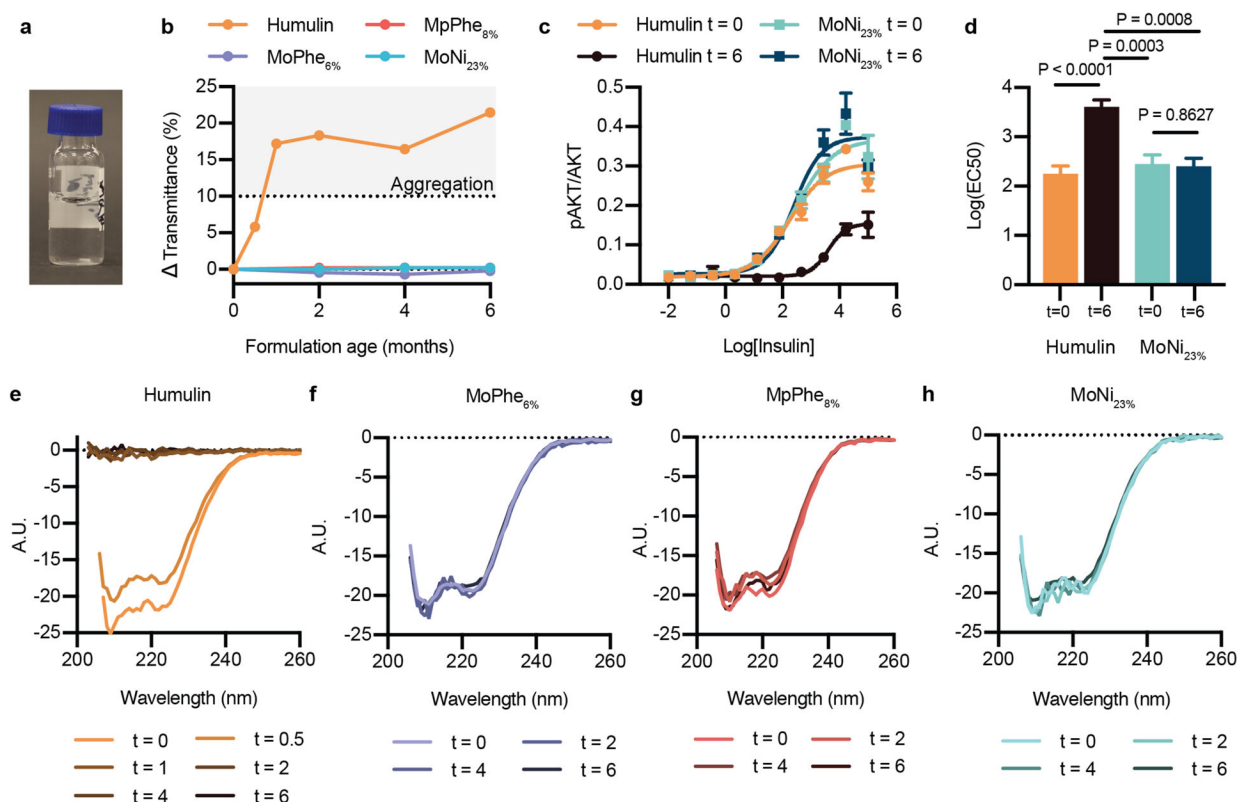 a
b
Humulin
MpPhe8%
MoPhe6%
MoNi23%
Δ Transmittance (%)
25
20
15
10
5
0
Aggregation
0
2
4
6
Formulation age (months)
c
Humulin t = 0
MoNi23% t = 0
Humulin t = 6
MoNi23% t = 6
pAKT/AKT
0.5
0.4
0.3
0.2
0.1
0.0
-2
0
2
4
6
Log[Insulin]
d
P = 0.0008
P = 0.0003
P < 0.0001
P = 0.8627
Log(EC50)
4
3
2
1
0
t=0
t=6
t=0
t=6
Humulin
MoNi23%
e
Humulin
A.U.
0
-5
-10
-15
-20
-25
200
220
240
260
Wavelength (nm)
t = 0
t = 0.5
t = 1
t = 2
t = 4
t = 6
f
MoPhe6%
A.U.
0
-5
-10
-15
-20
-25
200
220
240
260
Wavelength (nm)
t = 0
t = 2
t = 4
t = 6
g
MpPhe8%
A.U.
0
-5
-10
-15
-20
-25
200
220
240
260
Wavelength (nm)
t = 0
t = 2
t = 4
t = 6
h
MoNi23%
A.U.
0
-5
-10
-15
-20
-25
200
220
240
260
Wavelength (nm)
t = 0
t = 2
t = 4
t = 6